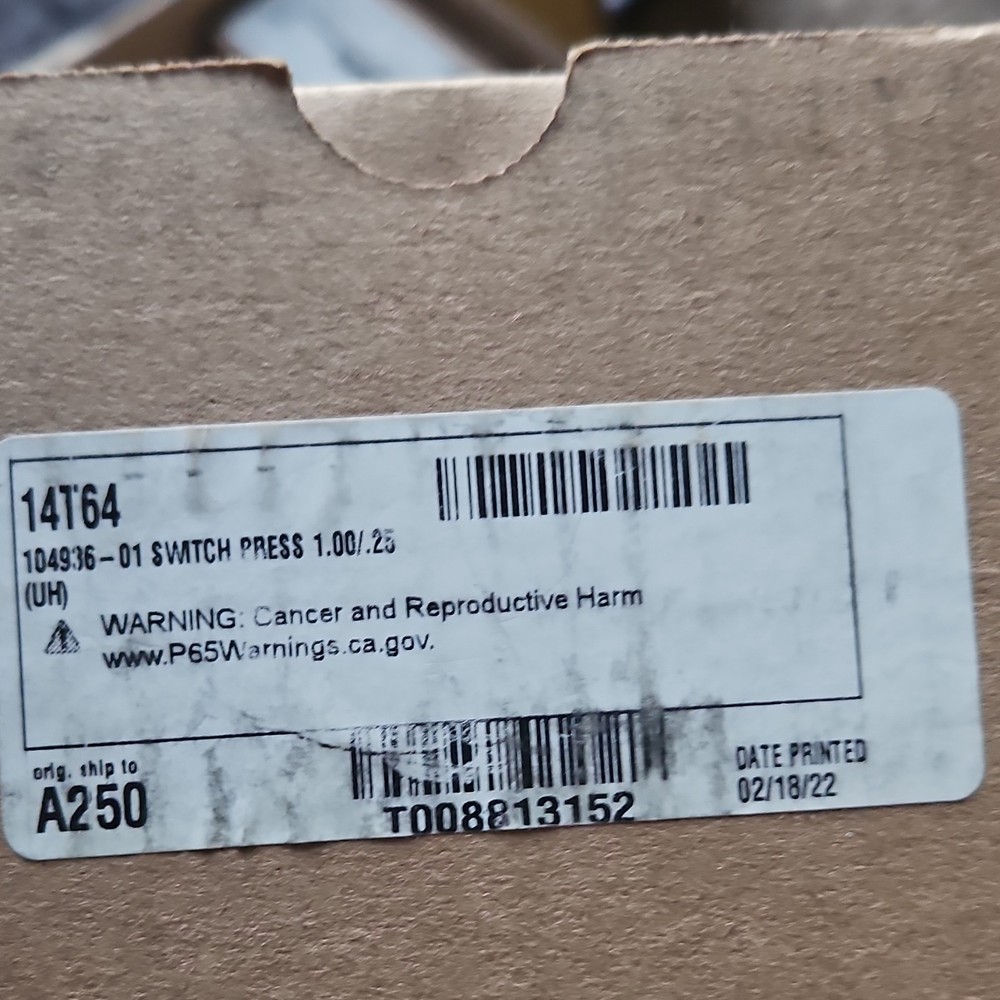 14T64
104936-01 SWITCH PRESS 1.00/.25
(UH)
WARNING: Cancer and Reproductive Harm
www.P65Warnings.ca.gov.
orig. ship to
A250
T008813152
DATE PRINTED
02/18/22